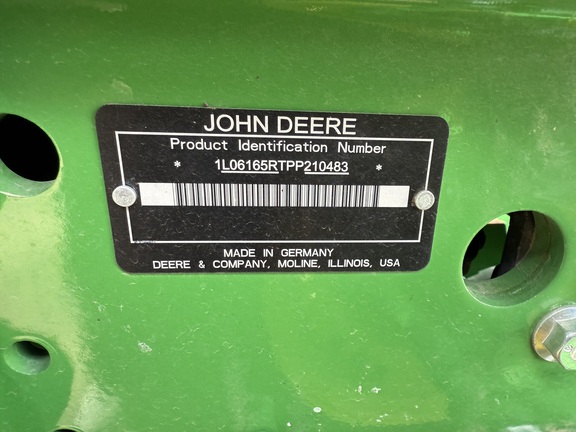 JOHN DEERE
Product Identification Number
* 1L06165RTPP210483 *
MADE IN GERMANY
DEERE & COMPANY, MOLINE, ILLINOIS, USA